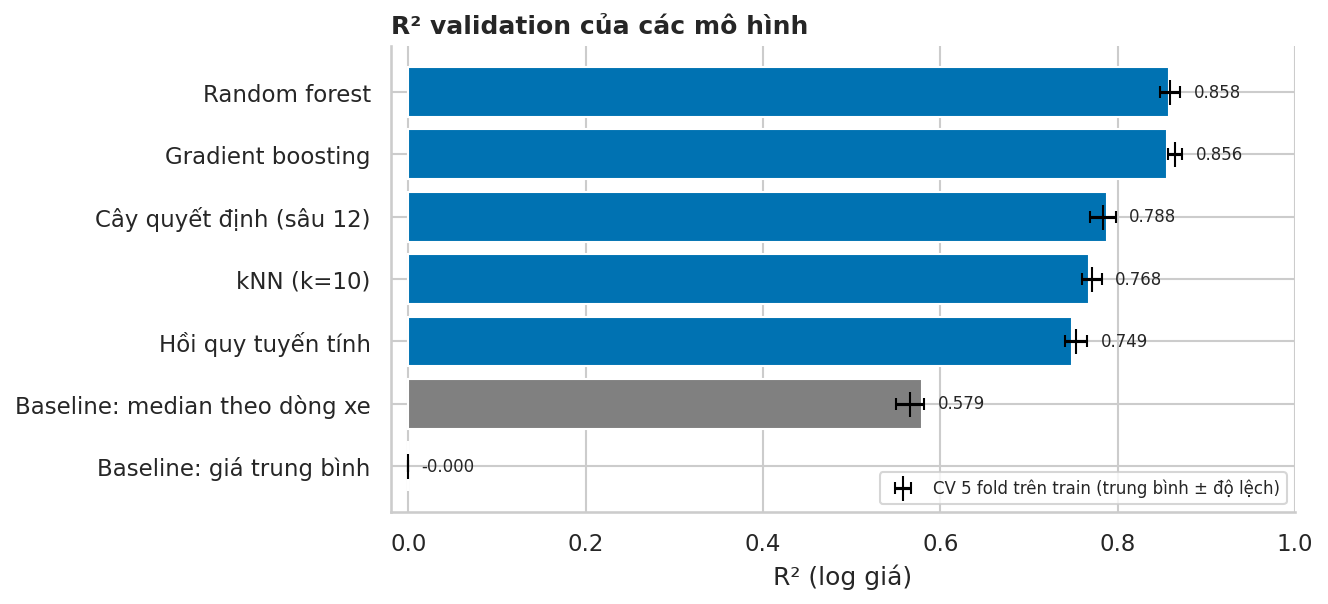 R² validation của các mô hình
Random forest
0.858
Gradient boosting
0.856
Cây quyết định (sâu 12)
0.788
kNN (k=10)
0.768
Hồi quy tuyến tính
0.749
Baseline: median theo dòng xe
0.579
Baseline: giá trung bình
-0.000
CV 5 fold trên train (trung bình ± độ lệch)
0.0 0.2 0.4 0.6 0.8 1.0
R² (log giá)